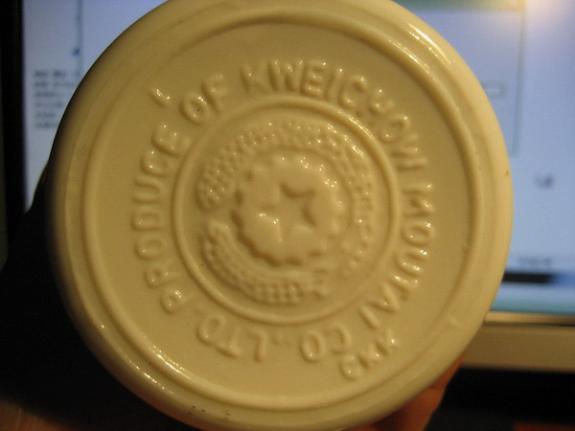 PRODUCE OF KWEICHOW MOUTAI CO., LTD.